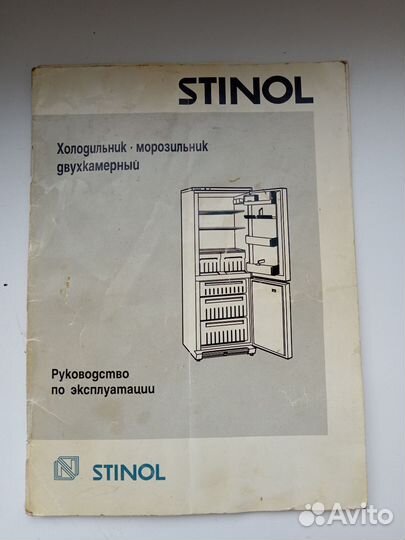 STINOL
Холодильник · морозильник
двухкамерный
Руководство
по эксплуатации
STINOL
Avito